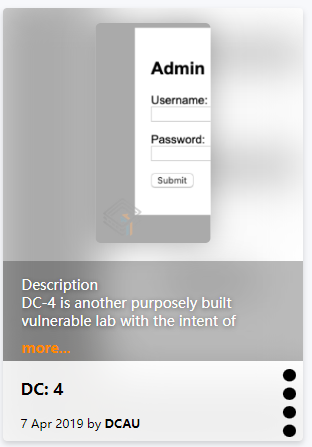 Admin
Username:
Password:
Submit
Description
DC-4 is another purposely built
vulnerable lab with the intent of
more...
DC: 4
7 Apr 2019 by DCAU